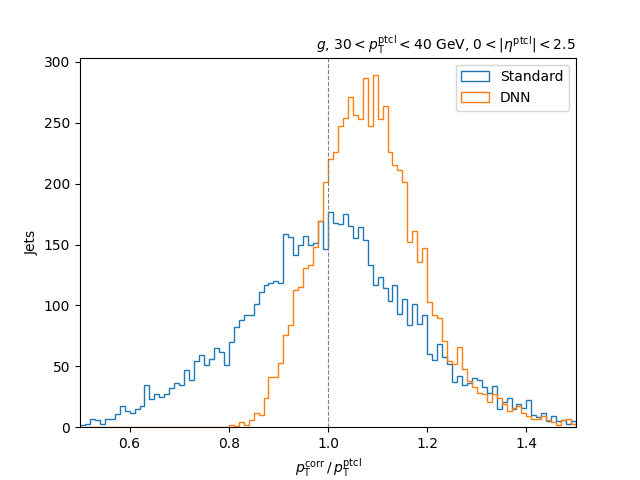 g, 30 < p_T^ptcl < 40 GeV, 0 < |η^ptcl| < 2.5
300
250
200
150
100
50
0
Jets
Standard
DNN
0.6 0.8 1.0 1.2 1.4
p_T^corr / p_T^ptcl